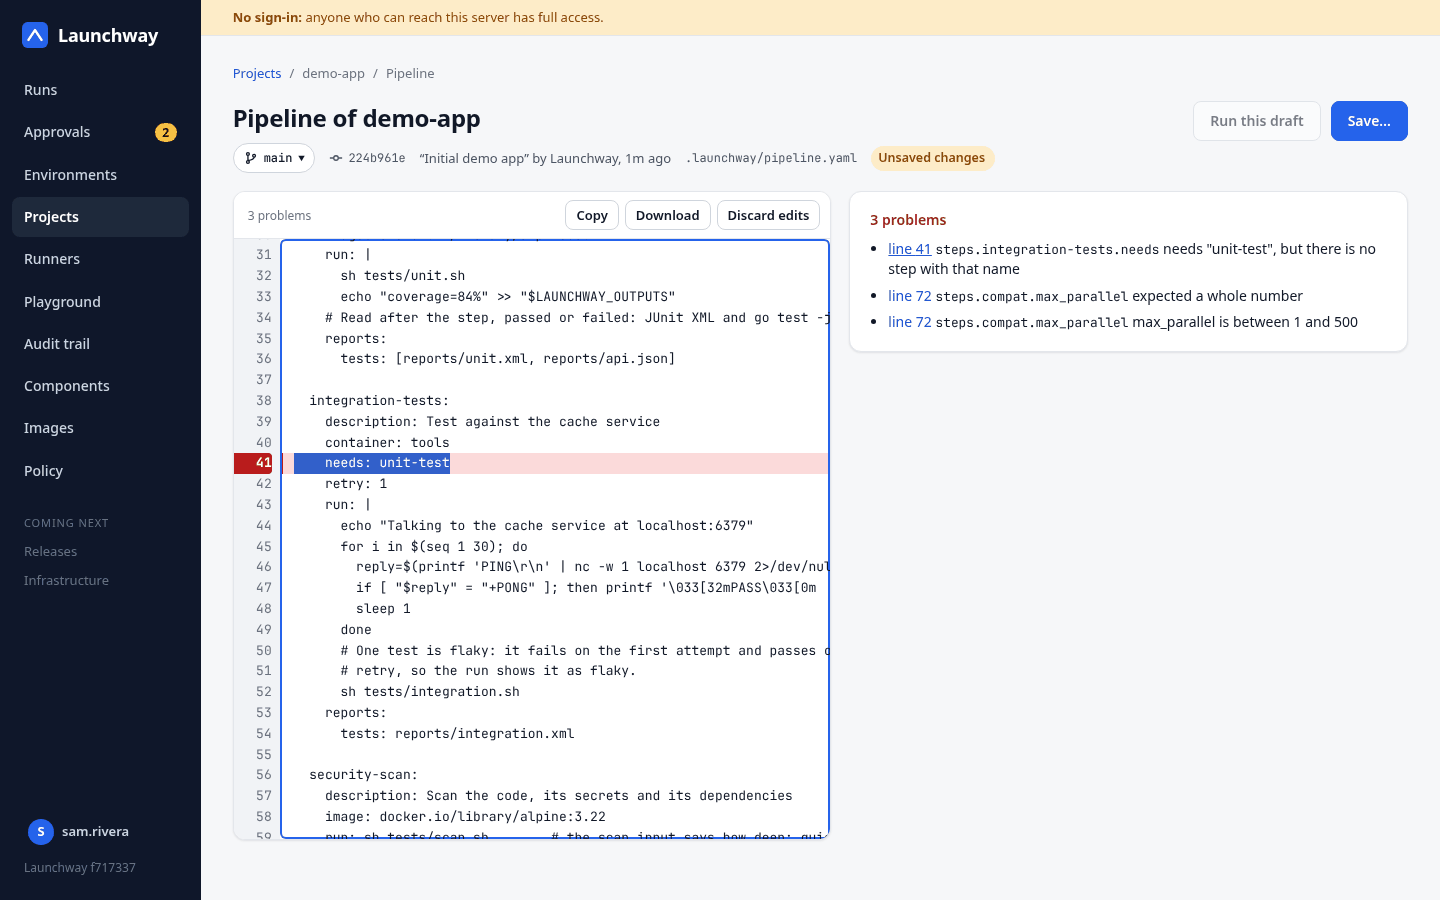 Launchway
Runs
Approvals 2
Environments
Projects
Runners
Playground
Audit trail
Components
Images
Policy
COMING NEXT
Releases
Infrastructure
S sam.rivera
Launchway f717337
No sign-in: anyone who can reach this server has full access.
Projects / demo-app / Pipeline
Pipeline of demo-app
Run this draft
Save...
main ▾ 224b961e “Initial demo app” by Launchway, 1m ago .launchway/pipeline.yaml Unsaved changes
3 problems Copy Download Discard edits
31 run: |
32 sh tests/unit.sh
33 echo "coverage=84%" >> "$LAUNCHWAY_OUTPUTS"
34 # Read after the step, passed or failed: JUnit XML and go test -j
35 reports:
36 tests: [reports/unit.xml, reports/api.json]
37
38 integration-tests:
39 description: Test against the cache service
40 container: tools
41 needs: unit-test
42 retry: 1
43 run: |
44 echo "Talking to the cache service at localhost:6379"
45 for i in $(seq 1 30); do
46 reply=$(printf 'PING\r\n' | nc -w 1 localhost 6379 2>/dev/nul
47 if [ "$reply" = "+PONG" ]; then printf '\033[32mPASS\033[0m
48 sleep 1
49 done
50 # One test is flaky: it fails on the first attempt and passes
51 # retry, so the run shows it as flaky.
52 sh tests/integration.sh
53 reports:
54 tests: reports/integration.xml
55
56 security-scan:
57 description: Scan the code, its secrets and its dependencies
58 image: docker.io/library/alpine:3.22
59 run: sh tests/scan.sh # the scan input says how deep:
3 problems
line 41 steps.integration-tests.needs needs "unit-test", but there is no
step with that name
line 72 steps.compat.max_parallel expected a whole number
line 72 steps.compat.max_parallel max_parallel is between 1 and 500